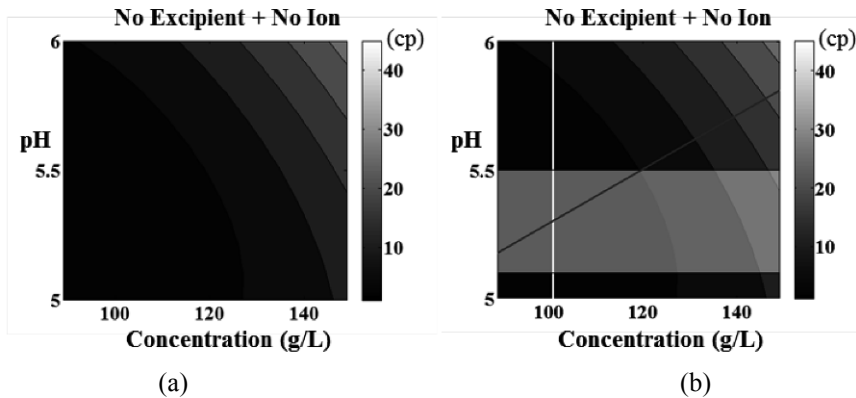 No Excipient + No Ion
(cp)
6
40
30
pH
5.5
20
10
5
100
120
140
Concentration (g/L)
(a)
No Excipient + No Ion
(cp)
6
40
30
pH
5.5
20
10
5
100
120
140
Concentration (g/L)
(b)